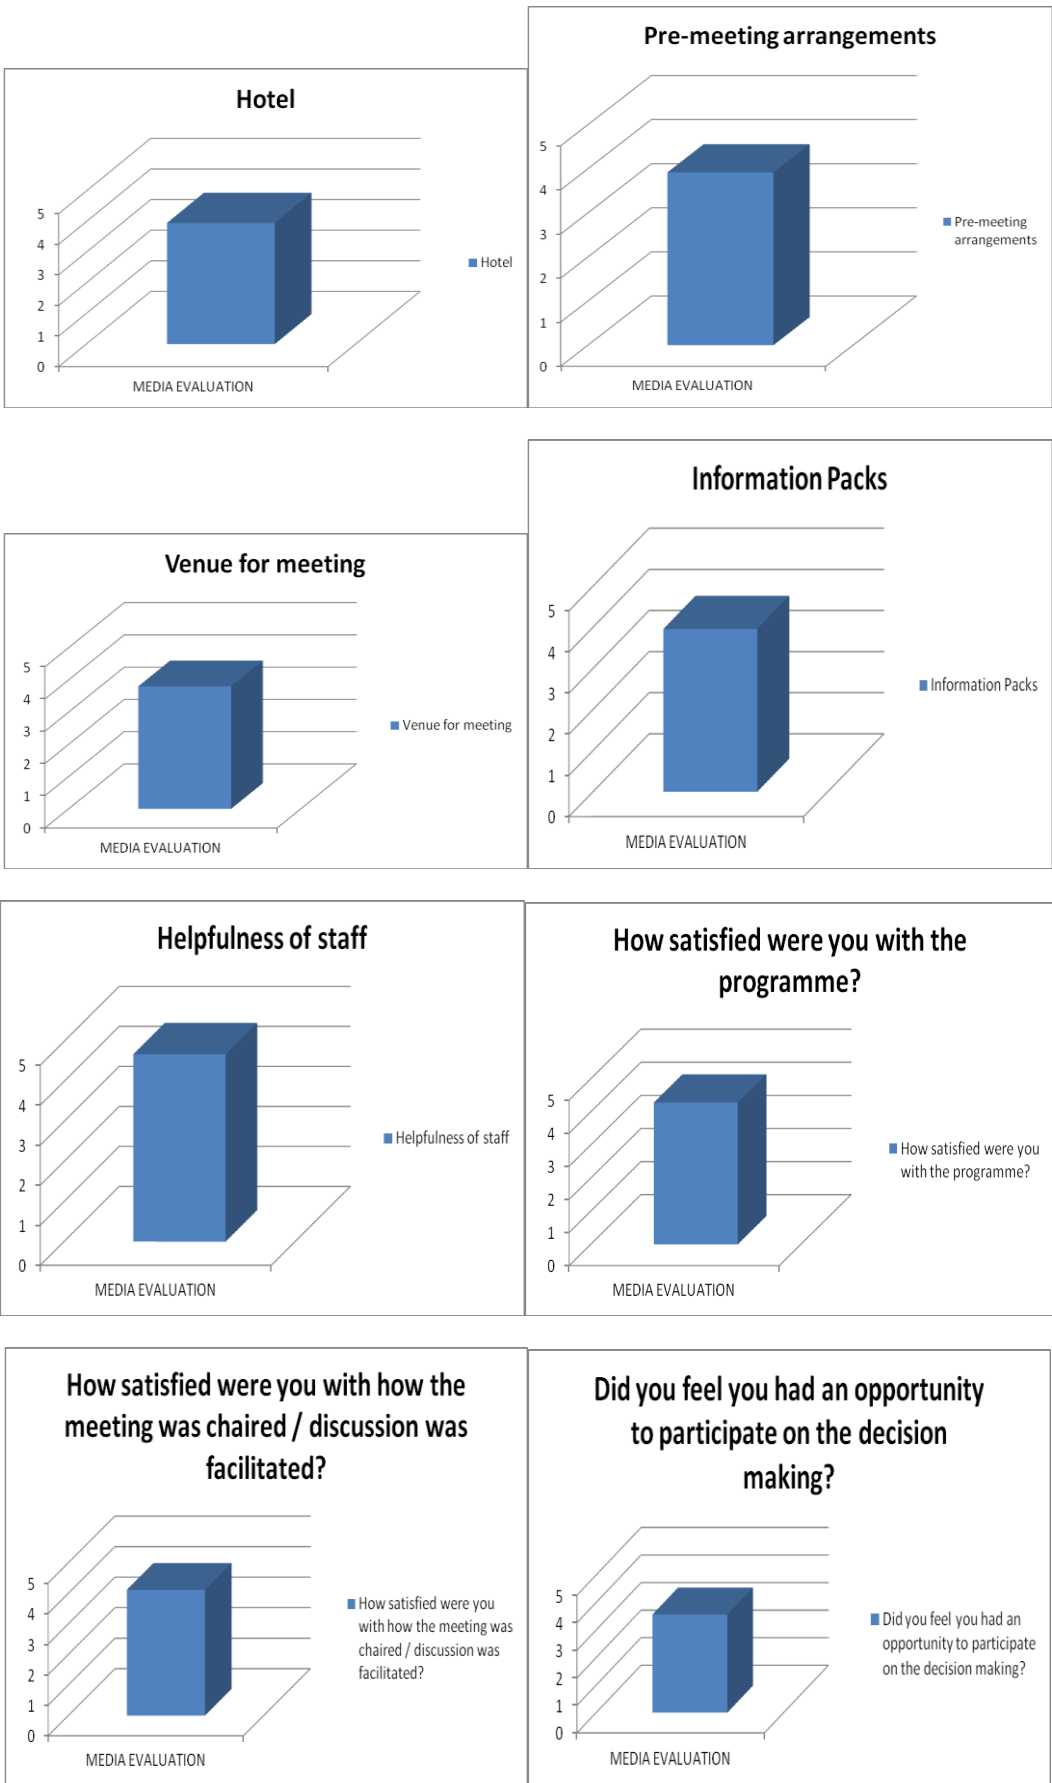 Hotel
5
4
3
2
1
0
MEDIA EVALUATION
Hotel
Pre-meeting arrangements
5
4
3
2
1
0
MEDIA EVALUATION
Pre-meeting
arrangements
Venue for meeting
5
4
3
2
1
0
MEDIA EVALUATION
Venue for meeting
Information Packs
5
4
3
2
1
0
MEDIA EVALUATION
Information Packs
Helpfulness of staff
5
4
3
2
1
0
MEDIA EVALUATION
Helpfulness of staff
How satisfied were you with the
programme?
5
4
3
2
1
0
MEDIA EVALUATION
How satisfied were you
with the programme?
How satisfied were you with how the
meeting was chaired / discussion was
facilitated?
5
4
3
2
1
0
MEDIA EVALUATION
How satisfied were you
with how the meeting was
chaired / discussion was
facilitated?
Did you feel you had an opportunity
to participate on the decision
making?
5
4
3
2
1
0
MEDIA EVALUATION
Did you feel you had an
opportunity to participate
on the decision making?